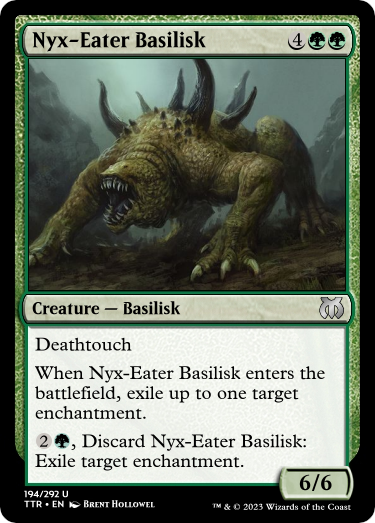 Nyx-Eater Basilisk 4
Creature — Basilisk
Deathtouch
When Nyx-Eater Basilisk enters the
battlefield, exile up to one target
enchantment.
2, Discard Nyx-Eater Basilisk:
Exile target enchantment.
6/6
194/292 U
TTR • EN Brent Hollowel
™ & © 2023 Wizards of the Coast